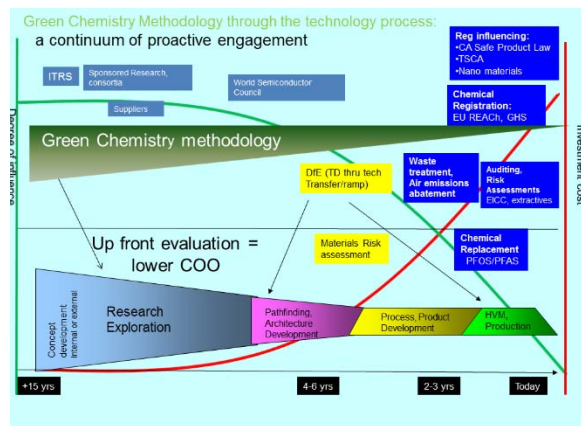 Green Chemistry Methodology through the technology process:
a continuum of proactive engagement
Reg influencing:
•CA Safe Product Law
•TSCA
•Nano materials
ITRS
Sponsored Research,
consortia
World Semiconductor
Council
Suppliers
Chemical
Registration:
EU REACh, GHS
Degree of influence
Investment cost
Green Chemistry methodology
DfE (TD thru tech
Transfer/ramp)
Waste
treatment,
Air emissions
abatement
Auditing,
Risk
Assessments
EICC, extractives
Up front evaluation =
lower COO
Materials Risk
assessment
Chemical
Replacement
PFOS/PFAS
Concept
development
Internal or external
Research
Exploration
Pathfinding,
Architecture
Development
Process, Product
Development
HVM,
Production
+15 yrs
4-6 yrs
2-3 yrs
Today